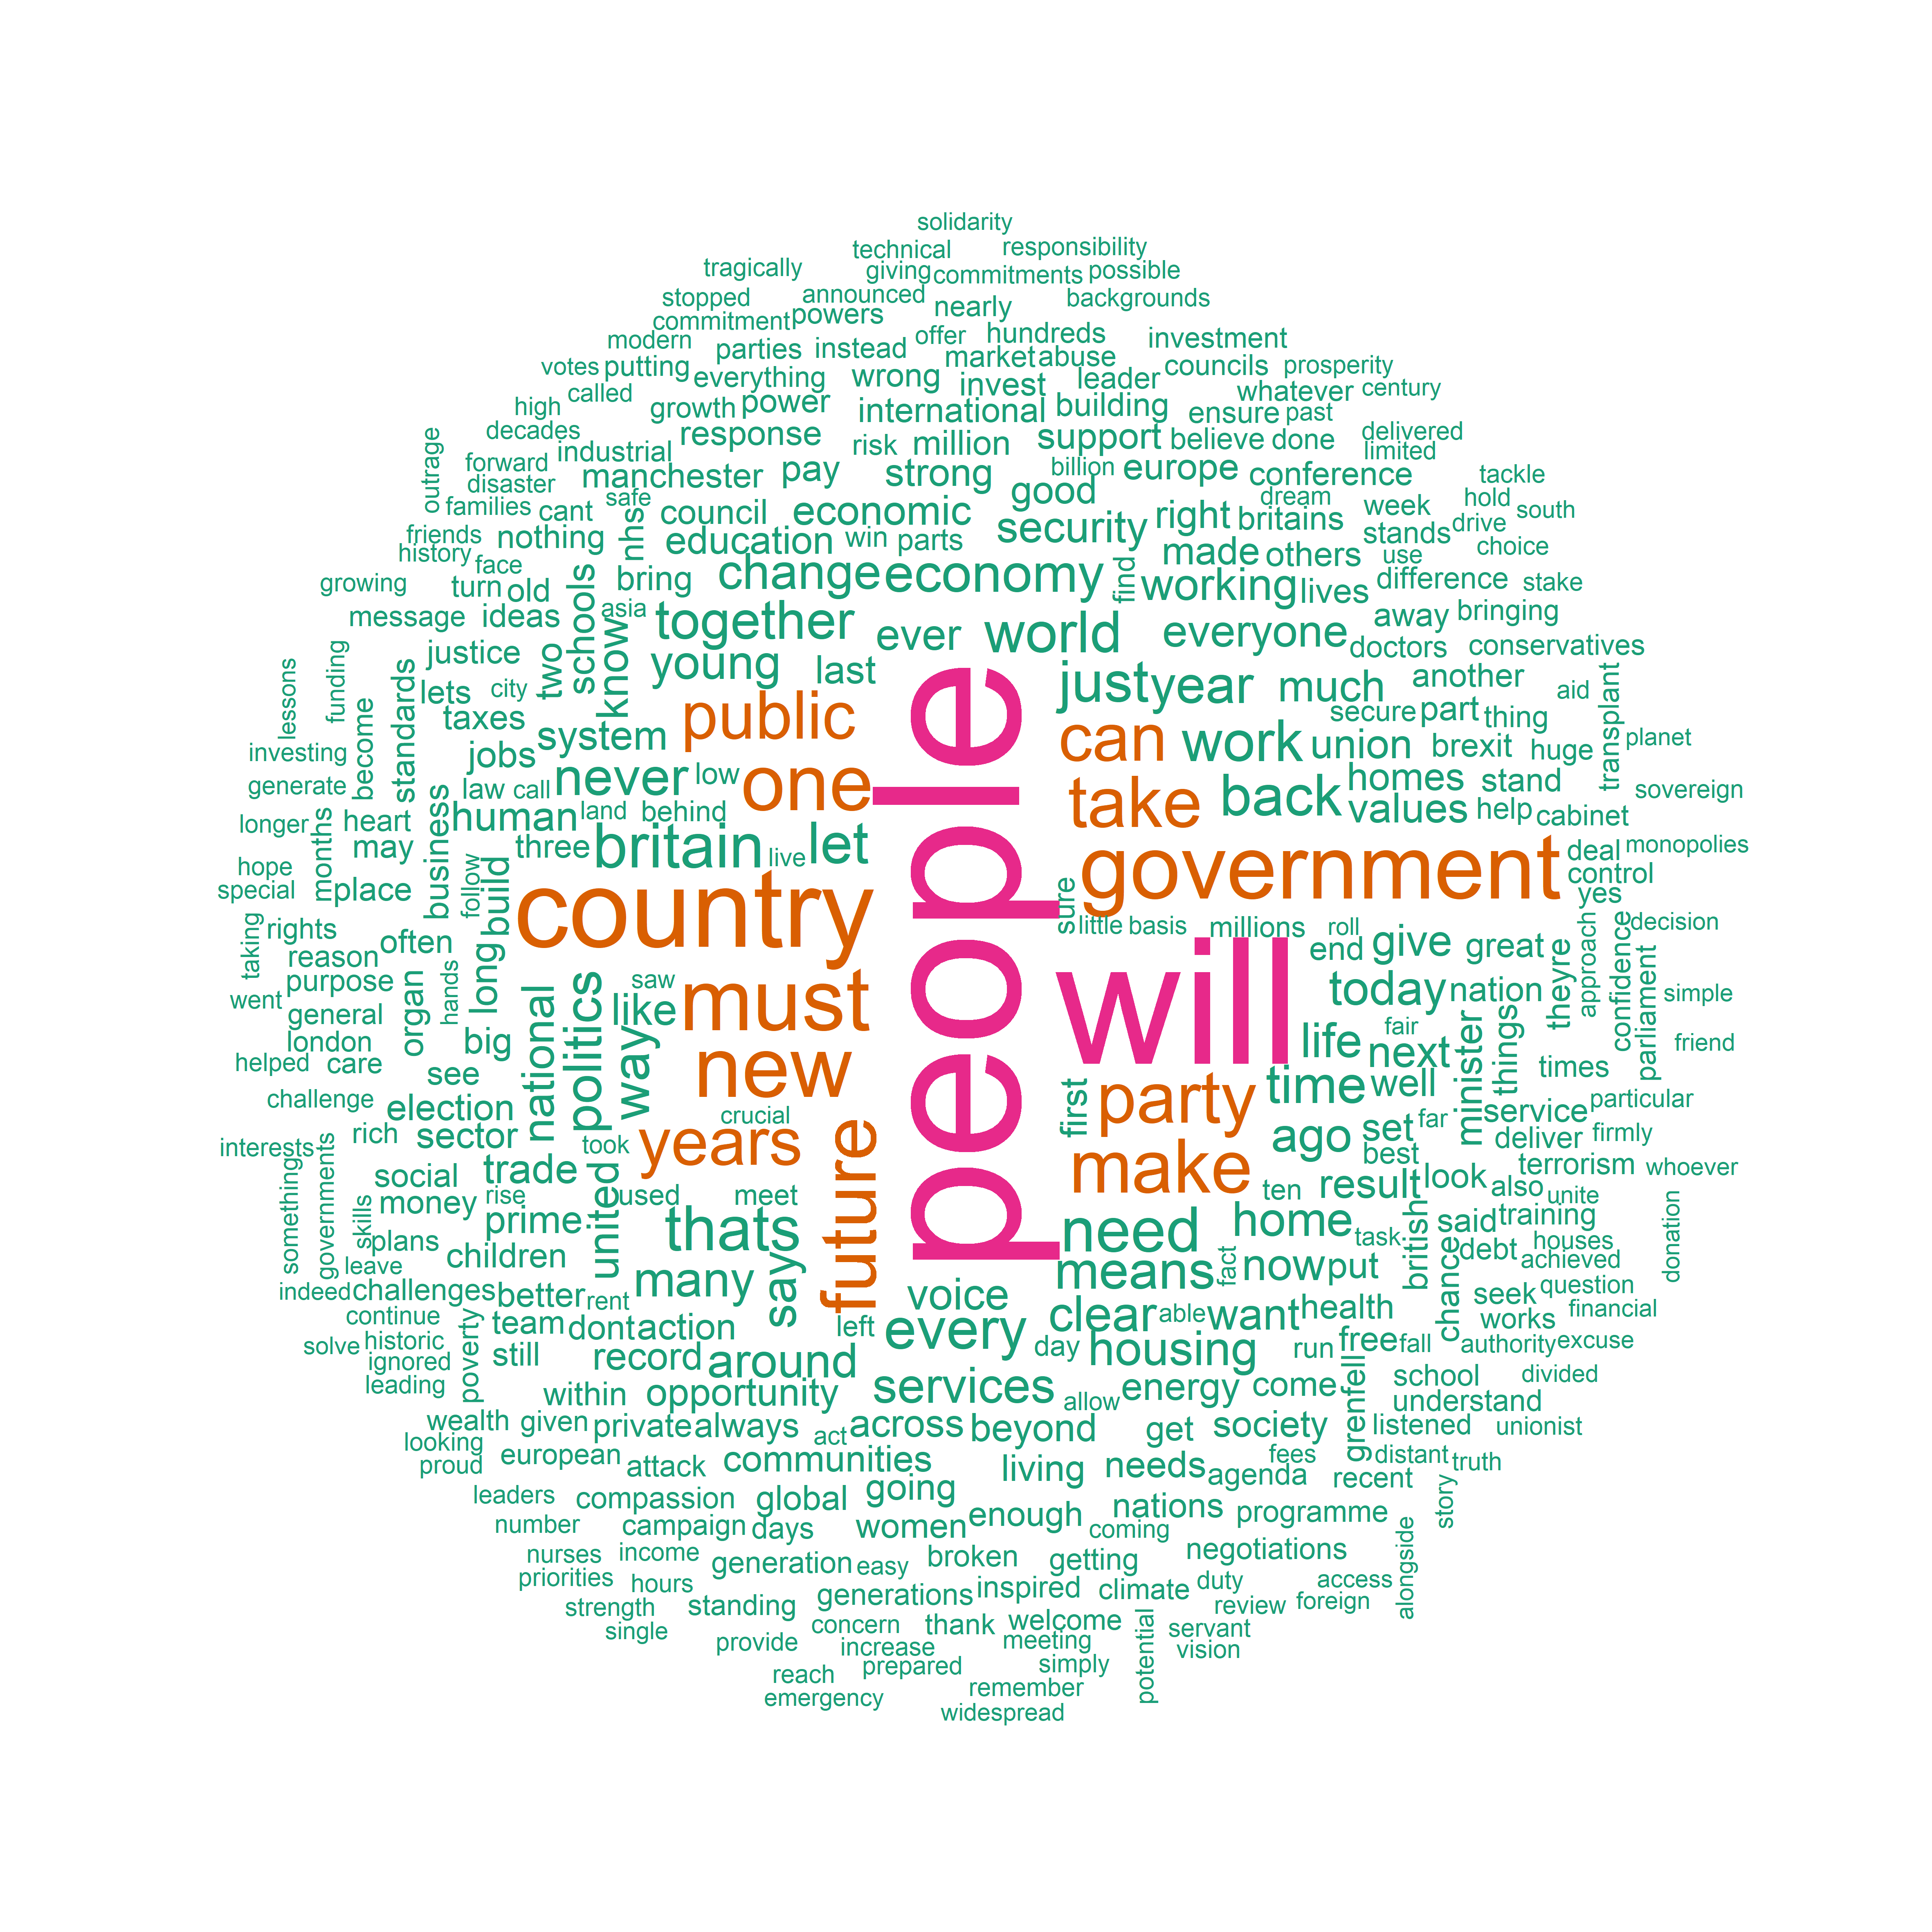 solidarity
technical responsibility
tragically giving commitments possible
stopped announced nearly backgrounds
commitment powers
modern parties instead offer hundreds investment
votes putting everything wrong market abuse councils prosperity
called invest leader whatever century
high growth power international building ensure past
decades response risk million support believe done delivered
outrage industrial limited
forward manchester pay strong billion europe conference tackle
disaster safe good dream week hold
families cant nhs council economic security right britains stands drive south
friends nothing education win parts made others use choice
history face change economy find working lives difference stake
growing turn old schools bring
message ideas asia together ever world everyone away bringing
justice two know young last doctors conservatives
lessons funding standards lets city just year much another aid transplant
become taxes public secure part thing
investing jobs system can work union brexit huge planet
generate law call never low one people take back homes stand sovereign
longer months heart business human land behind values help cabinet
may three britain live let government deal monopolies
hope follow control
special place build country sure yes
taking rights often little basis millions roll approach confidence decision
reason long will end give great theyre
purpose organ hands national politics like saw must today nation simple
went general way fair minister things parliament friend
london big life next
helped care see new first time well times
challenge election crucial party set far service particular
interests rich sector took years ago best deliver firmly
something governments social trade united future make result look terrorism whoever
skills money rise used meet ten also unite donation
plans prime thats need home task british said training
leave children say means fact now put chance debt houses achieved
indeed challenges better rent many voice seek question
continue team dont action left every clear able want health works financial
solve historic poverty still record around day housing run free fall authority excuse
ignored
leading within opportunity services allow energy come grenfell school divided
understand
wealth given private always act across beyond get society listened unionist
looking european attack communities fees distant truth
proud living needs agenda recent
leaders compassion global going nations programme story
number campaign days women enough coming
nurses income generation easy broken getting negotiations alongside
priorities hours generations inspired climate duty access
strength standing review foreign
single concern thank welcome servant
provide increase meeting potential vision
reach prepared simply
emergency remember
widespread